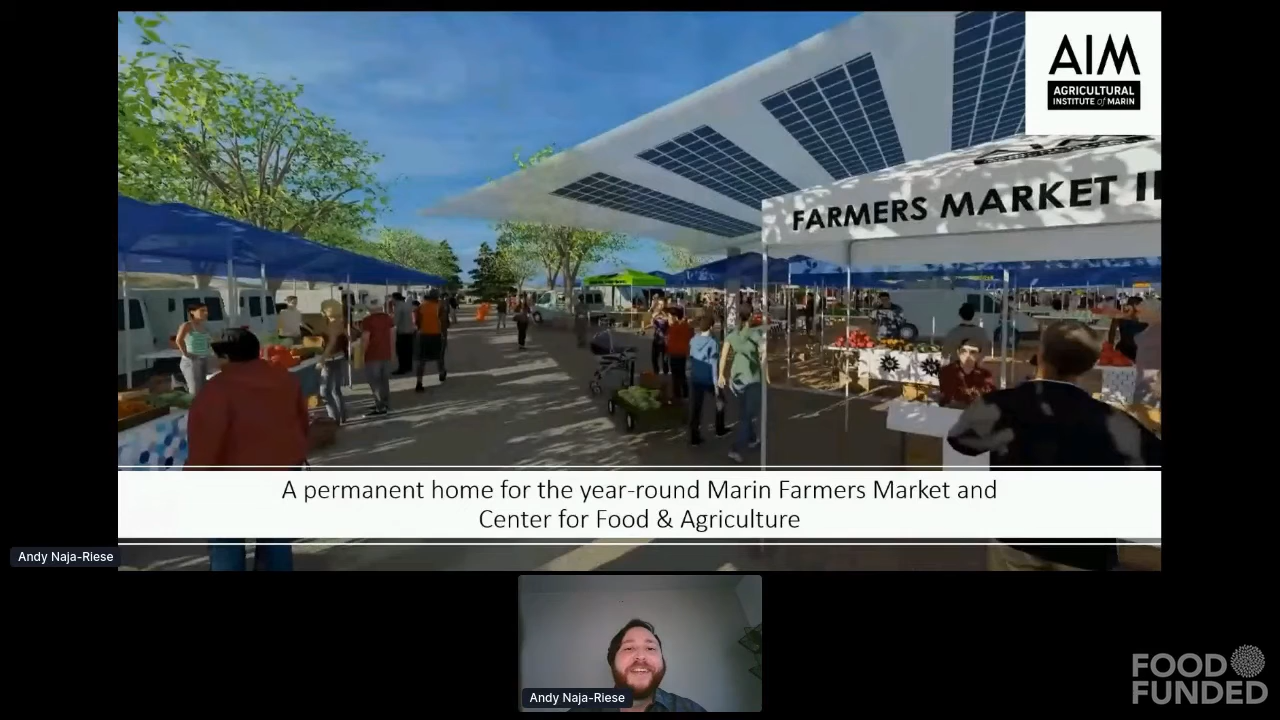 AIM
AGRICULTURAL
INSTITUTE of MARIN
FARMERS MARKET
A permanent home for the year-round Marin Farmers Market and
Center for Food & Agriculture
Andy Naja-Riese
Andy Naja-Riese
FOOD
FUNDED